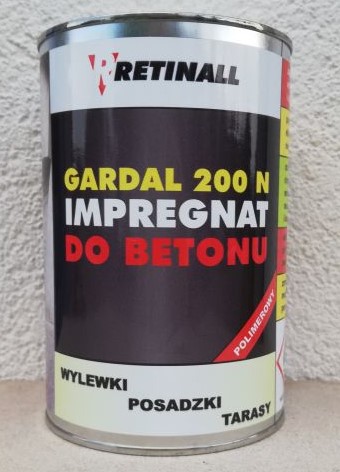 RETINALL
GARDAL 200 N
IMPREGNAT
DO BETONU
POLIMEROWY
WYLEWKI
POSADZKI
TARASY